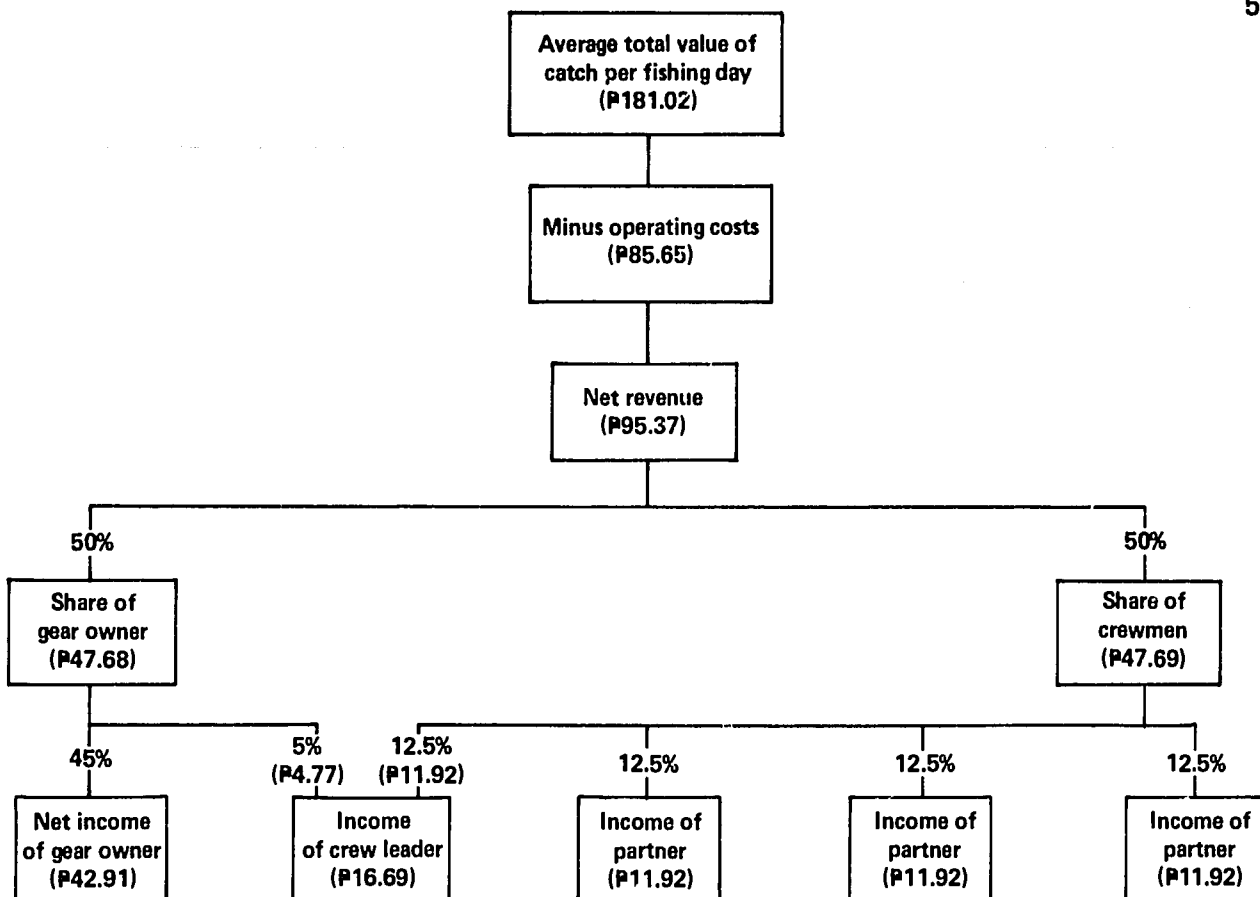 5
Average total value of
catch per fishing day
(₱181.02)
Minus operating costs
(₱85.65)
Net revenue
(₱95.37)
50%
50%
Share of
gear owner
(₱47.68)
Share of
crewmen
(₱47.69)
45%
5%
(₱4.77)
12.5%
(₱11.92)
12.5%
12.5%
12.5%
Net income
of gear owner
(₱42.91)
Income
of crew leader
(₱16.69)
Income of
partner
(₱11.92)
Income of
partner
(₱11.92)
Income of
partner
(₱11.92)